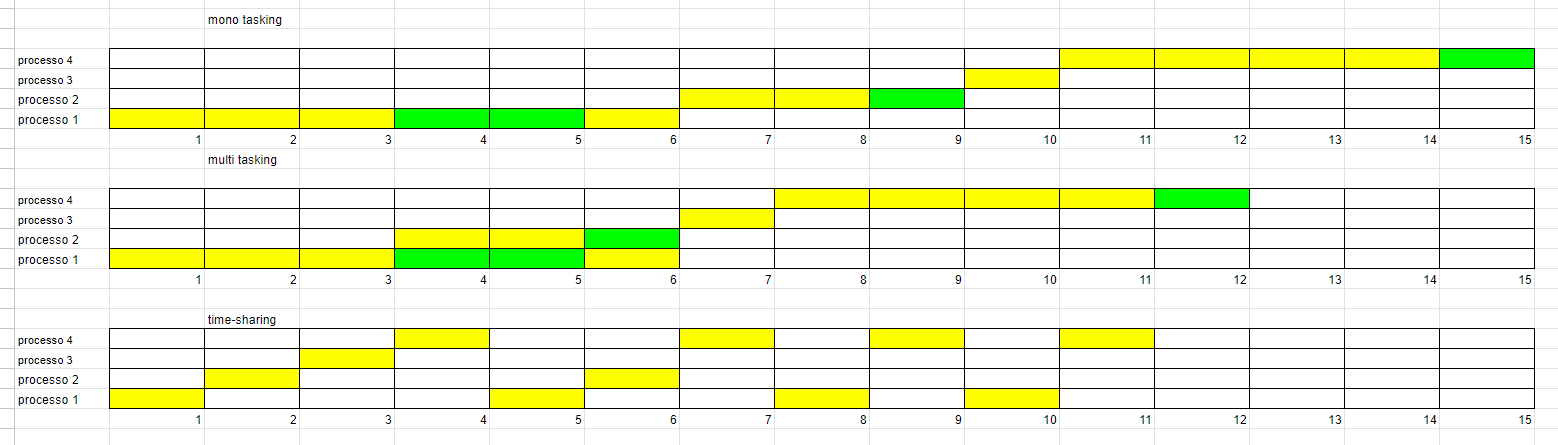 mono tasking
processo 4
processo 3
processo 2
processo 1
1 2 3 4 5 6 7 8 9 10 11 12 13 14 15
multi tasking
processo 4
processo 3
processo 2
processo 1
1 2 3 4 5 6 7 8 9 10 11 12 13 14 15
time-sharing
processo 4
processo 3
processo 2
processo 1
1 2 3 4 5 6 7 8 9 10 11 12 13 14 15